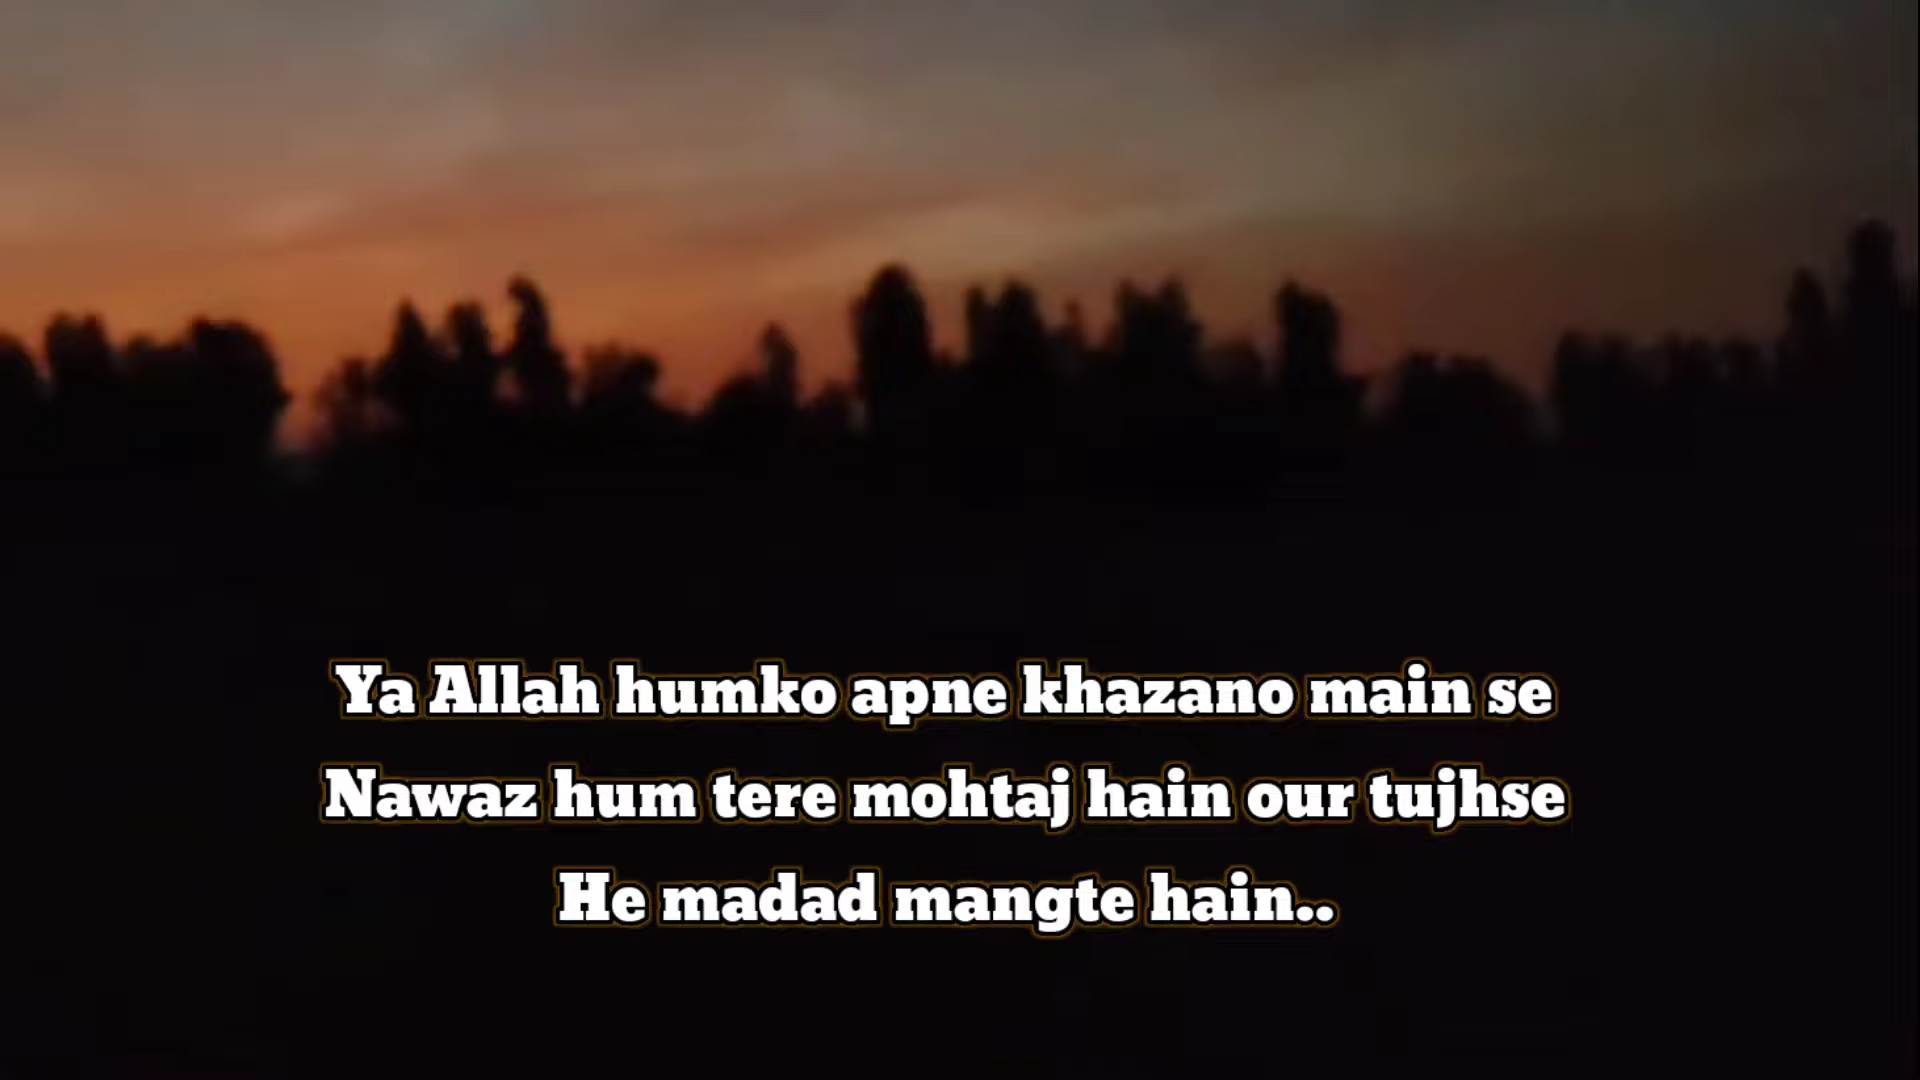 Ya Allah humko apne khazano main se
Nawaz hum tere mohtaj hain our tujhse
He madad mangte hain..